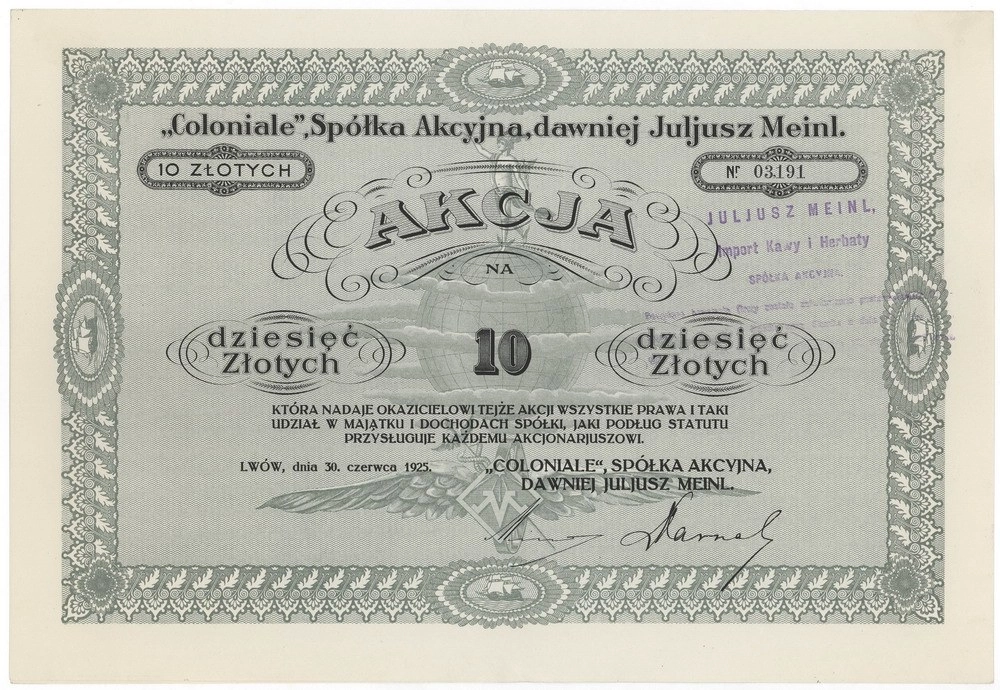 „Coloniale”, Spółka Akcyjna, dawniej Juljusz Meinl.
10 ZŁOTYCH
Nr 03191
AKCJA
JULJUSZ MEINL,
Import Kawy i Herbaty
SPÓŁKA AKCYJNA.
NA
dziesięć
Złotych
10
dziesięć
Złotych
KTÓRA NADAJE OKAZICIELOWI TEJŻE AKCJI WSZYSTKIE PRAWA I TAKI
UDZIAŁ W MAJĄTKU I DOCHODACH SPÓŁKI, JAKI PODŁUG STATUTU
PRZYSŁUGUJE KAŻDEMU AKCJONARJUSZOWI.
LWÓW, dnia 30. czerwca 1925.
„COLONIALE“, SPÓŁKA AKCYJNA,
DAWNIEJ JULJUSZ MEINL.